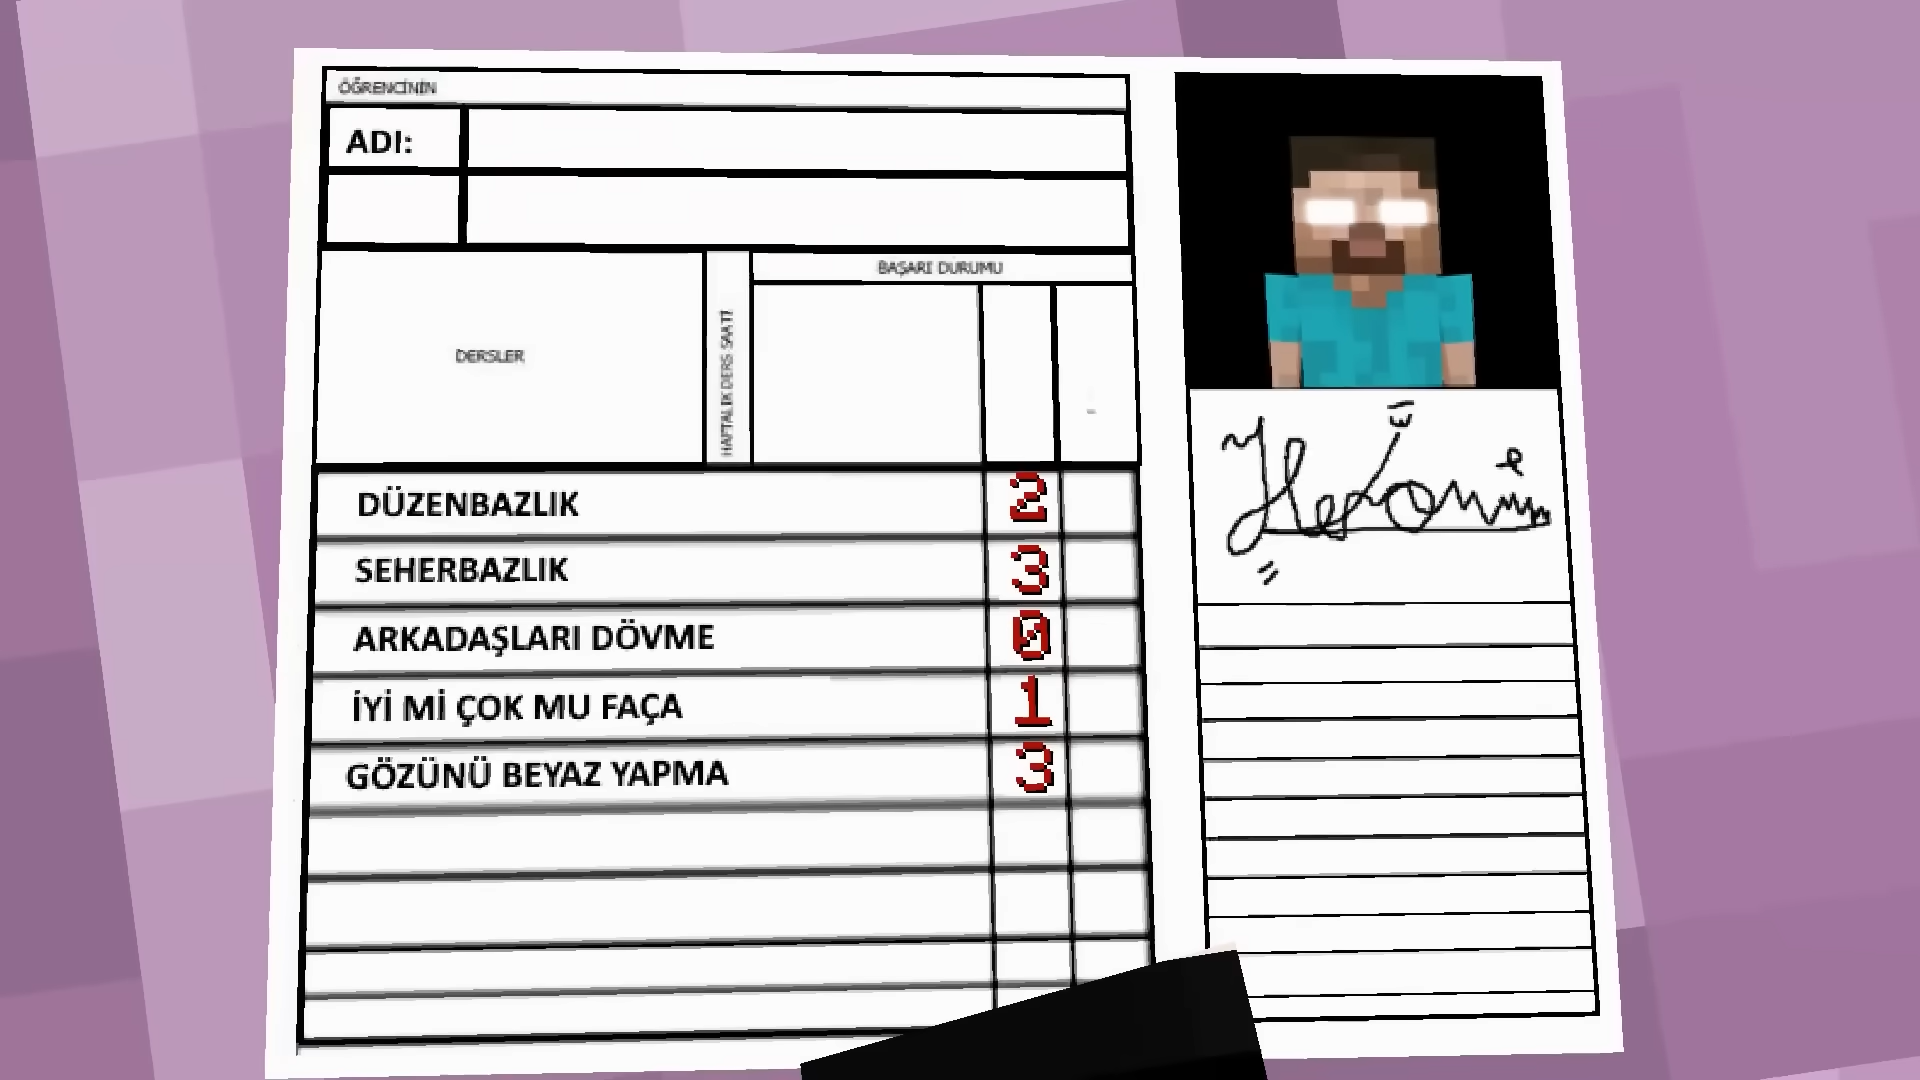 ÖĞRENCİNİN
ADI:
DERSLER
HAFTALIK DERS SAATİ
BAŞARI DURUMU
DÜZENBAZLIK 2
SEHERBAZLIK 3
ARKADAŞLARI DÖVME 0
İYİ Mİ ÇOK MU FAÇA 1
GÖZÜNÜ BEYAZ YAPMA 3